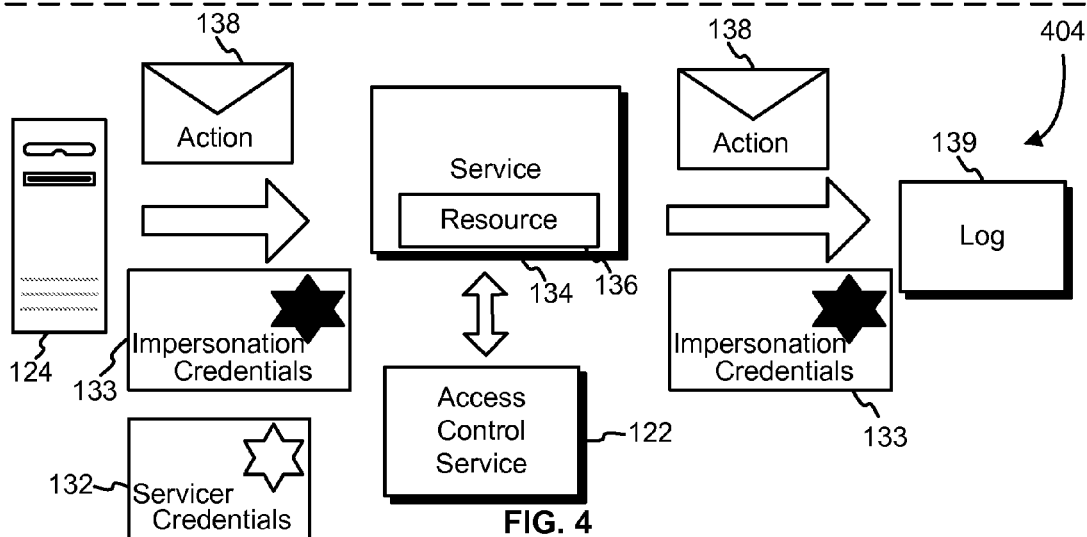 138
138
404
Action
Action
139
Service
Resource
Log
134
136
124
133
Impersonation
Credentials
Impersonation
Credentials
133
Access
Control
Service
122
132
Servicer
Credentials
FIG. 4